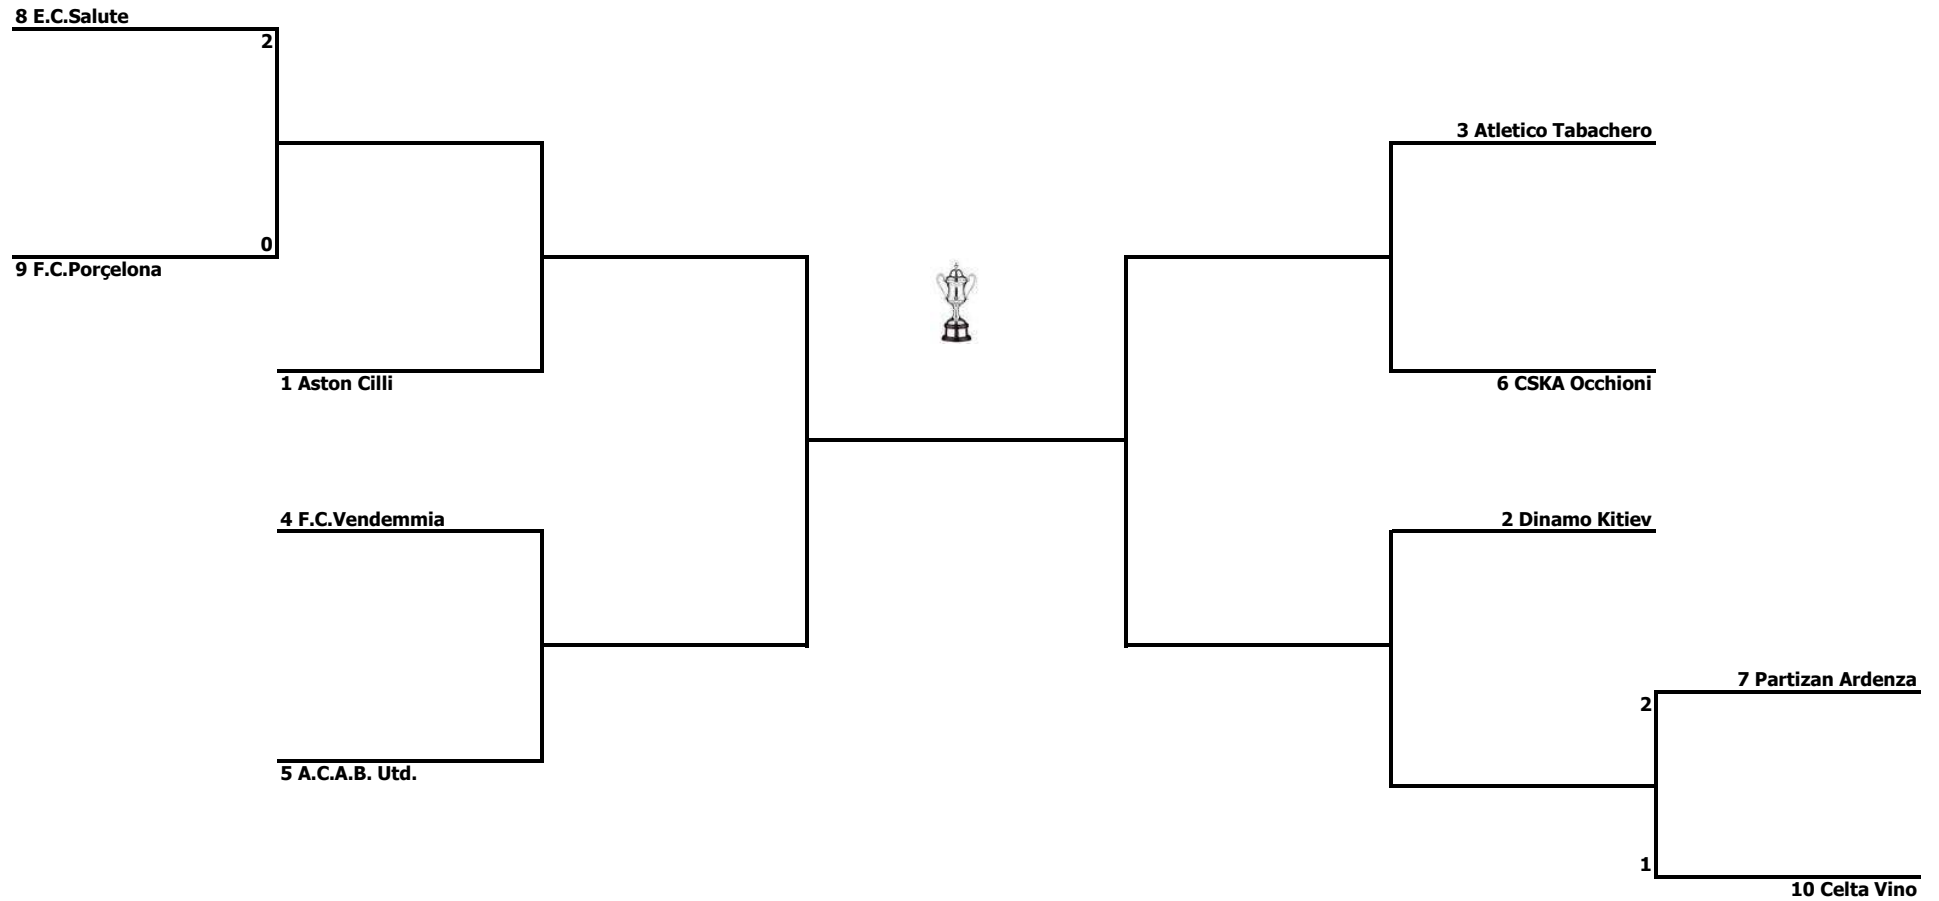 8 E.C.Salute
2
3 Atletico Tabachero
0
9 F.C.Porçelona
1 Aston Cilli
6 CSKA Occhioni
4 F.C.Vendemmia
2 Dinamo Kitiev
7 Partizan Ardenza
2
5 A.C.A.B. Utd.
1
10 Celta Vino